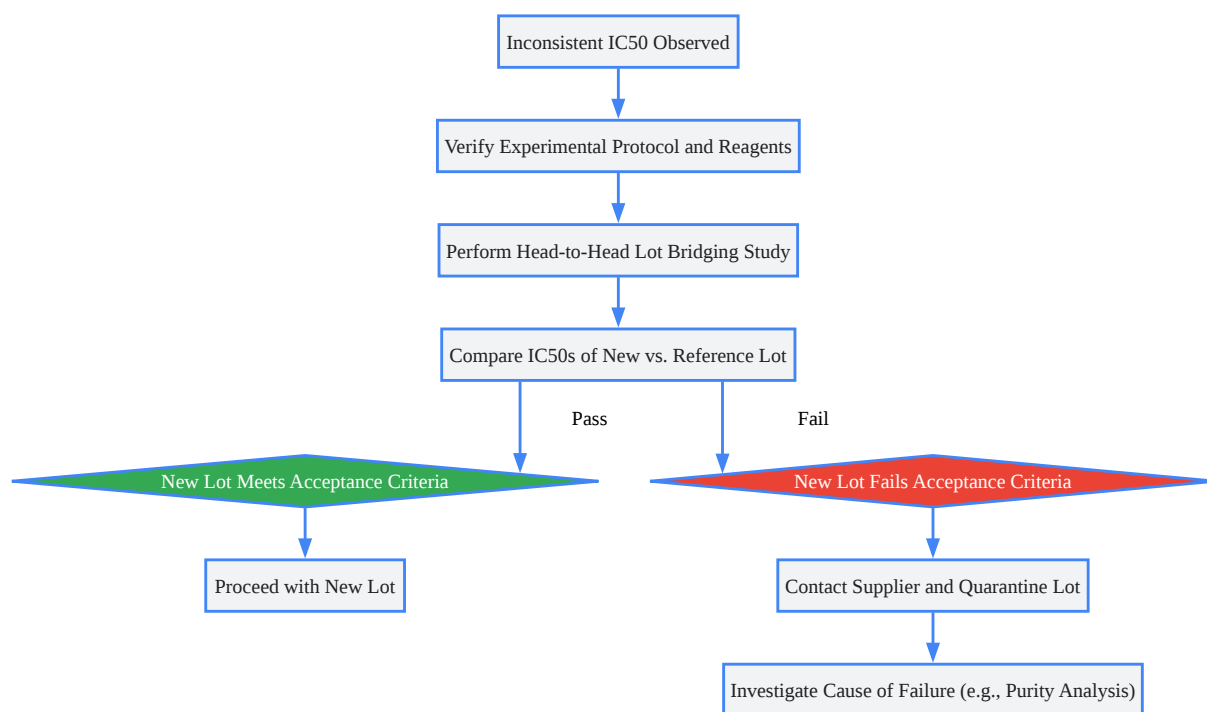 Inconsistent IC50 Observed
Verify Experimental Protocol and Reagents
Perform Head-to-Head Lot Bridging Study
Compare IC50s of New vs. Reference Lot
Pass
Fail
New Lot Meets Acceptance Criteria
New Lot Fails Acceptance Criteria
Proceed with New Lot
Contact Supplier and Quarantine Lot
Investigate Cause of Failure (e.g., Purity Analysis)